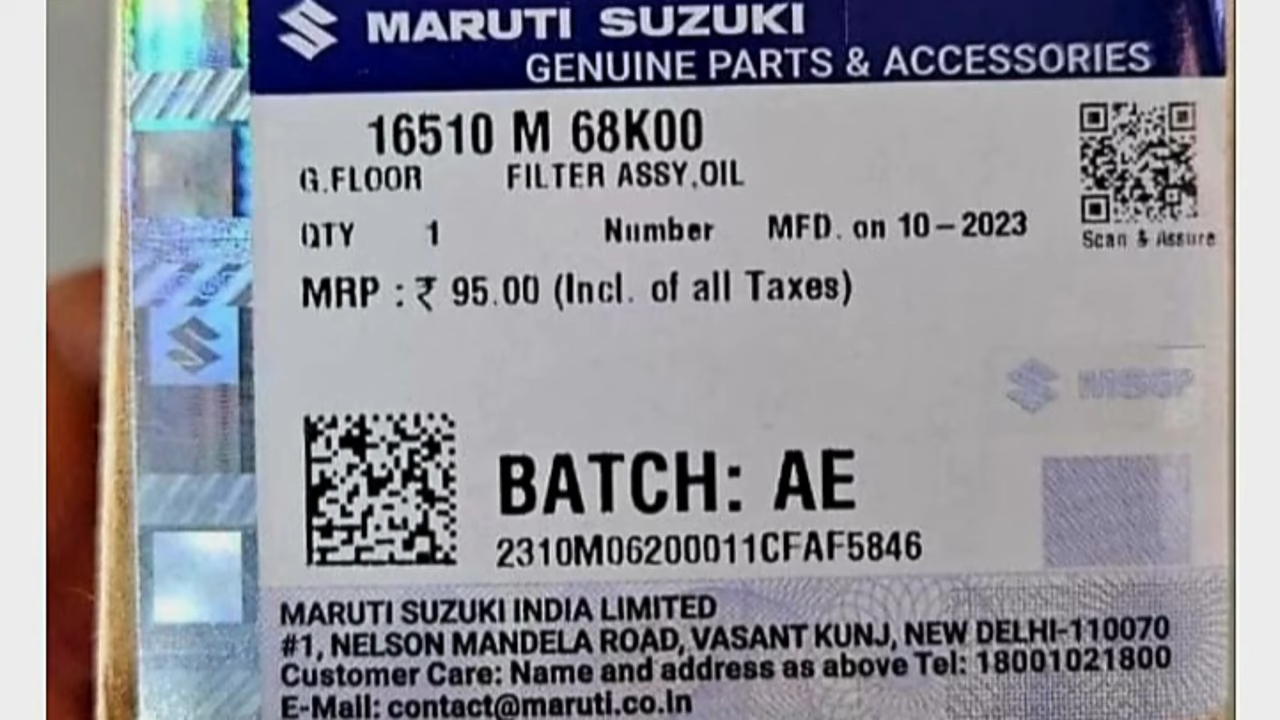 MARUTI SUZUKI
GENUINE PARTS & ACCESSORIES
16510 M 68K00
G.FLOOR FILTER ASSY,OIL
QTY 1 Number MFD. on 10-2023
Scan & Assure
MRP : ₹ 95.00 (Incl. of all Taxes)
MSGP
BATCH: AE
2310M06200011CFAF5846
MARUTI SUZUKI INDIA LIMITED
#1, NELSON MANDELA ROAD, VASANT KUNJ, NEW DELHI-110070
Customer Care: Name and address as above Tel: 18001021800
E-Mail: contact@maruti.co.in